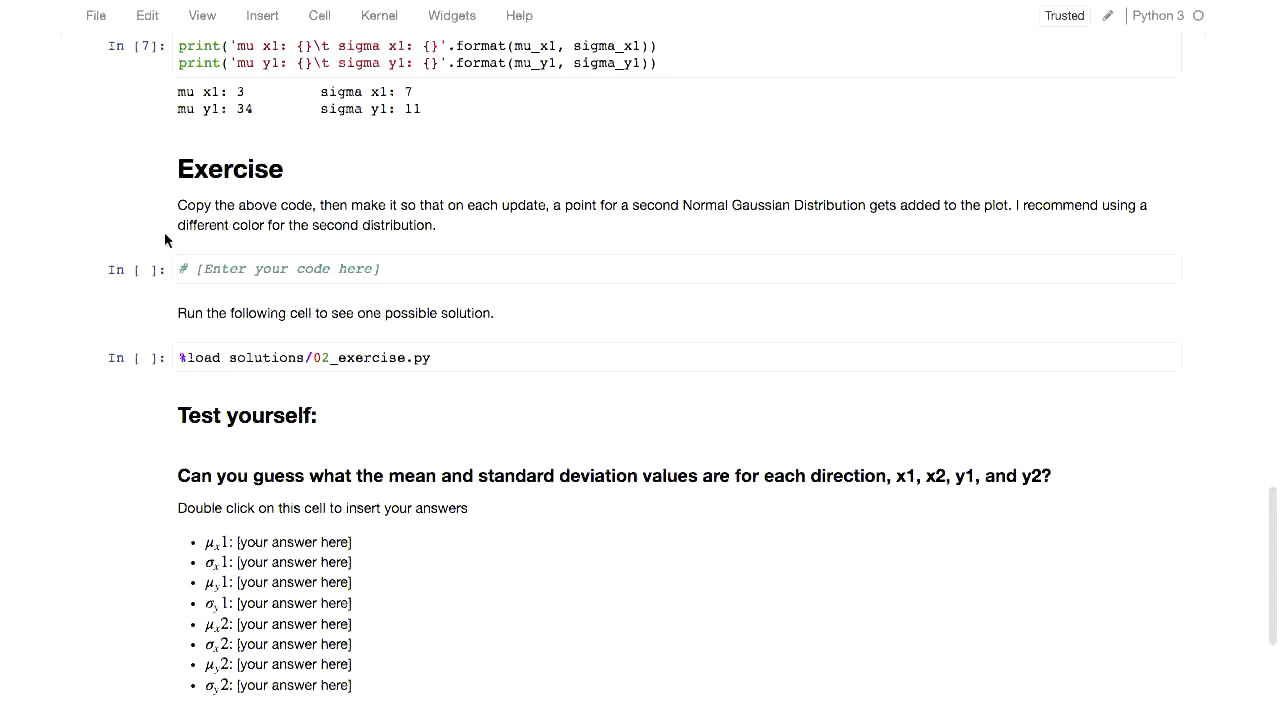 File Edit View Insert Cell Kernel Widgets Help Trusted Python 3
In [7]: print('mu x1: {}\t sigma x1: {}'.format(mu_x1, sigma_x1))
print('mu y1: {}\t sigma y1: {}'.format(mu_y1, sigma_y1))
mu x1: 3 sigma x1: 7
mu y1: 34 sigma y1: 11
Exercise
Copy the above code, then make it so that on each update, a point for a second Normal Gaussian Distribution gets added to the plot. I recommend using a
different color for the second distribution.
In [ ]: # [Enter your code here]
Run the following cell to see one possible solution.
In [ ]: %load solutions/02_exercise.py
Test yourself:
Can you guess what the mean and standard deviation values are for each direction, x1, x2, y1, and y2?
Double click on this cell to insert your answers
• μₓ1: [your answer here]
• σₓ1: [your answer here]
• μᵧ1: [your answer here]
• σᵧ1: [your answer here]
• μₓ2: [your answer here]
• σₓ2: [your answer here]
• μᵧ2: [your answer here]
• σᵧ2: [your answer here]